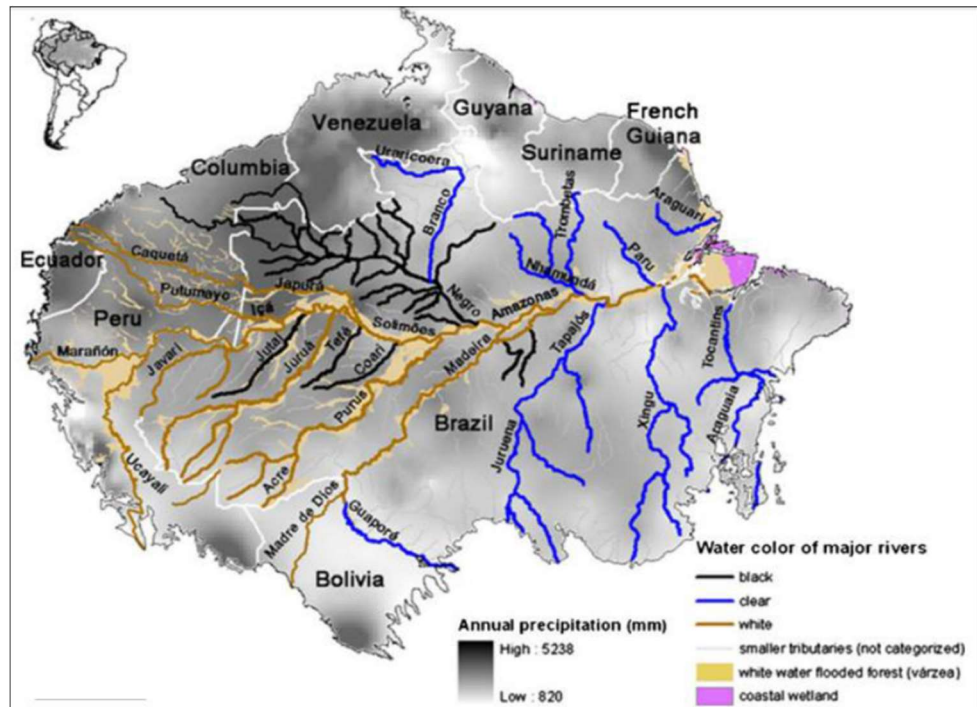 Guyana
French
Guiana
Venezuela
Suriname
Columbia
Uraricoera
Branco
Trombetas
Araguari
Paru
Nhamundá
Ecuador
Caquetá
Putumayo
Japurá
Içá
Negro
Amazonas
Solimões
Peru
Marañón
Javarí
Jutaí
Juruá
Tefé
Coari
Madeira
Tapajós
Tocantins
Purus
Brazil
Xingu
Araguaia
Juruena
Ucayali
Acre
Madre de Dios
Guaporé
Bolivia
Water color of major rivers
black
clear
white
smaller tributaries (not categorized)
white water flooded forest (várzea)
coastal wetland
Annual precipitation (mm)
High : 5238
Low : 820